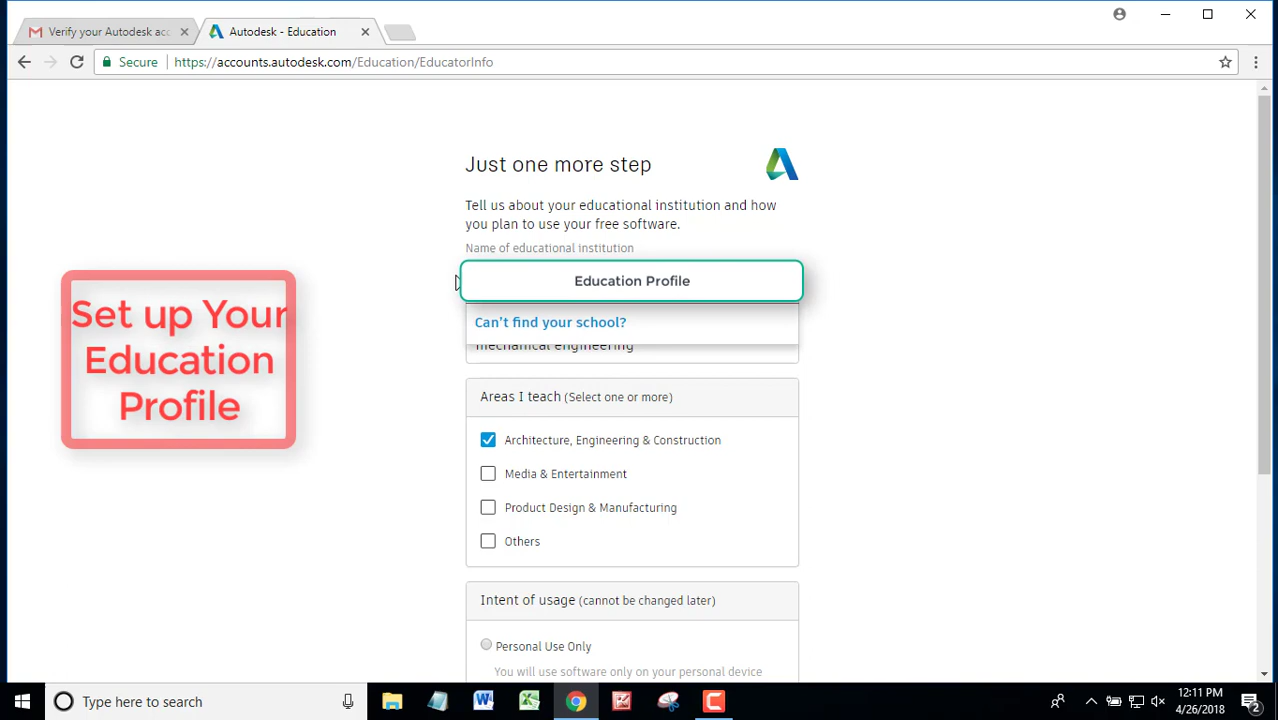 Verify your Autodesk acc
Autodesk - Education
Secure
https://accounts.autodesk.com/Education/EducatorInfo
Just one more step
Tell us about your educational institution and how
you plan to use your free software.
Name of educational institution
Education Profile
Can't find your school?
mechanical engineering
Set up Your
Education
Profile
Areas I teach (Select one or more)
Architecture, Engineering & Construction
Media & Entertainment
Product Design & Manufacturing
Others
Intent of usage (cannot be changed later)
Personal Use Only
You will use software only on your personal device
Type here to search
12:11 PM
4/26/2018
2